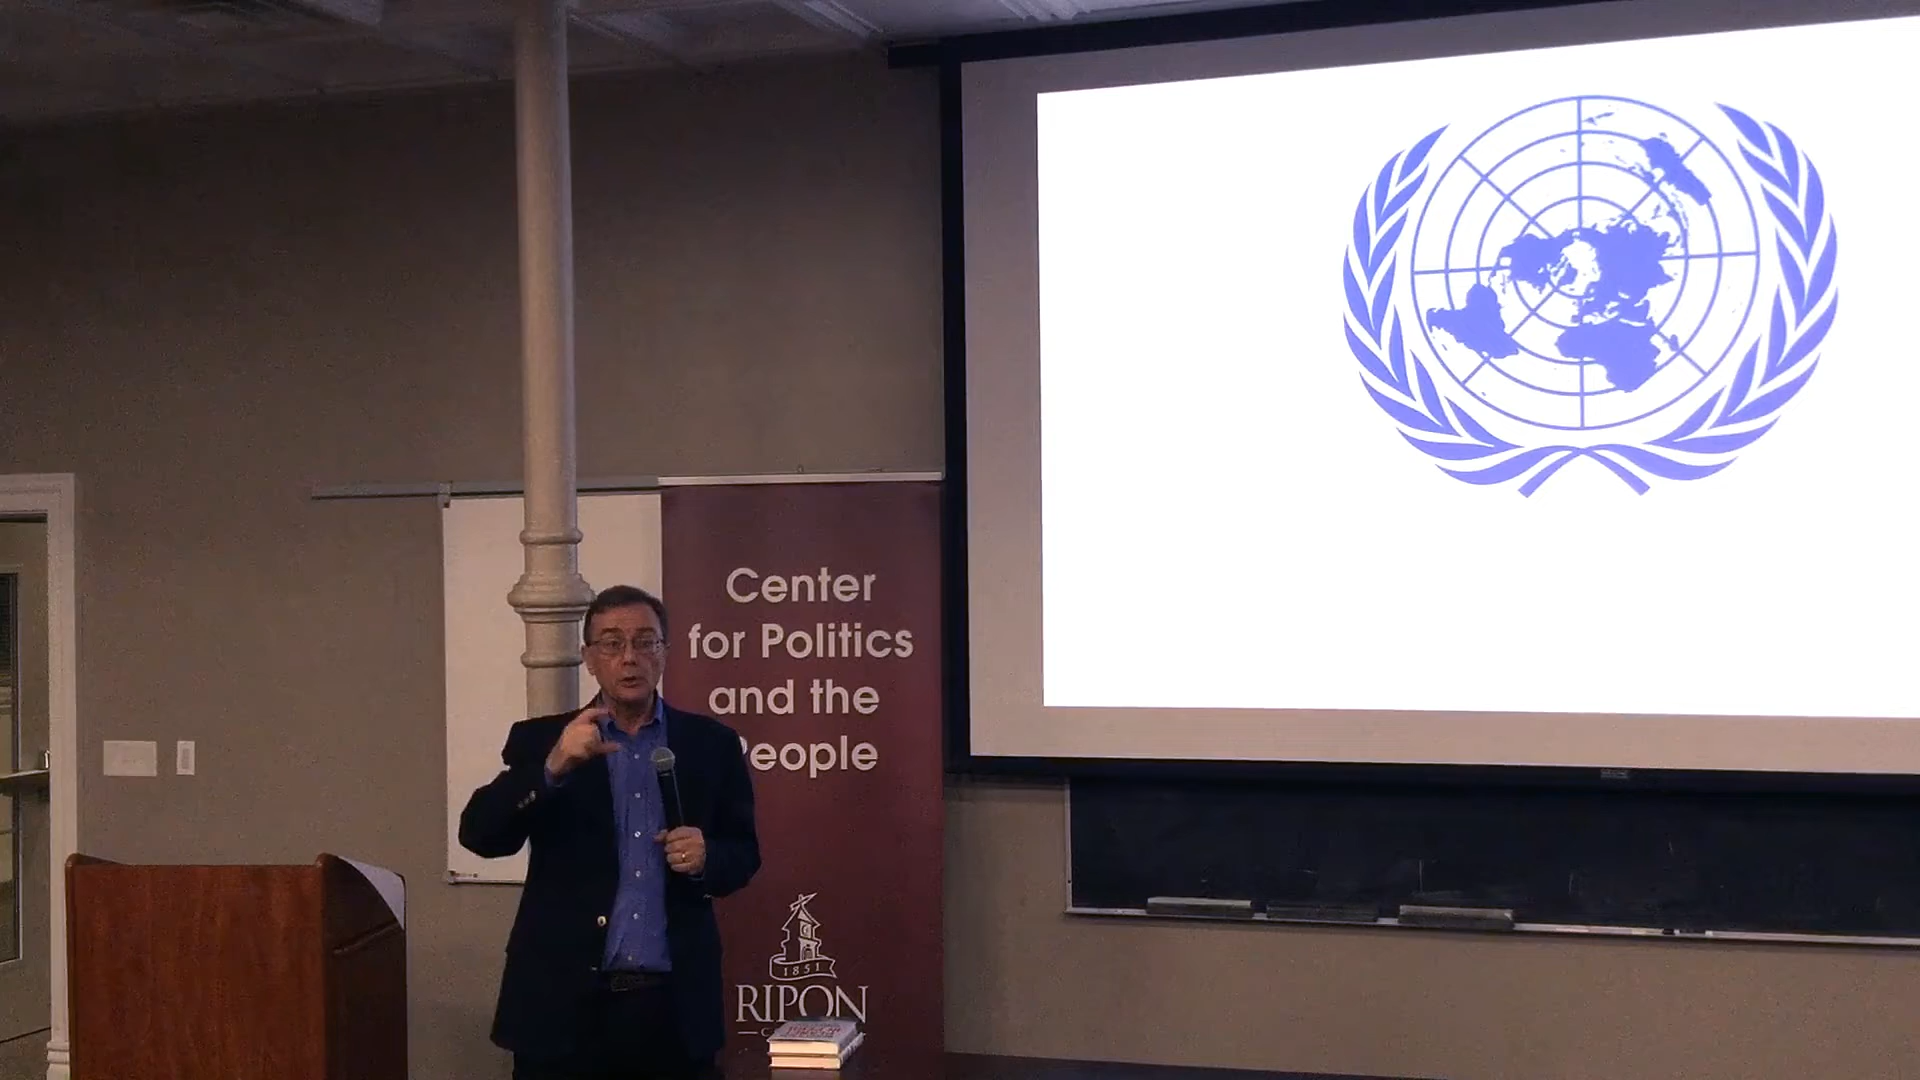 Center
for Politics
and the
People
1851
RIPON